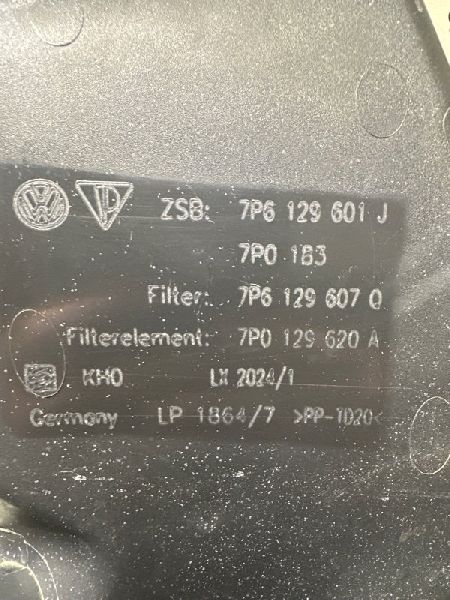 ZSB: 7P6 129 601 J
7P0 183
Filter: 7P6 129 607 Q
Filterelement: 7P0 129 620 A
KHO LX 2024/1
Germany LP 1864/7 >PP-TD20<